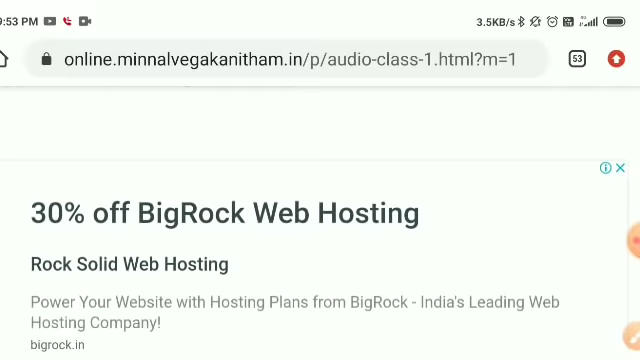 9:53 PM
3.5KB/s
online.minnalvegakanitham.in/p/audio-class-1.html?m=1
53
30% off BigRock Web Hosting
Rock Solid Web Hosting
Power Your Website with Hosting Plans from BigRock - India's Leading Web
Hosting Company!
bigrock.in